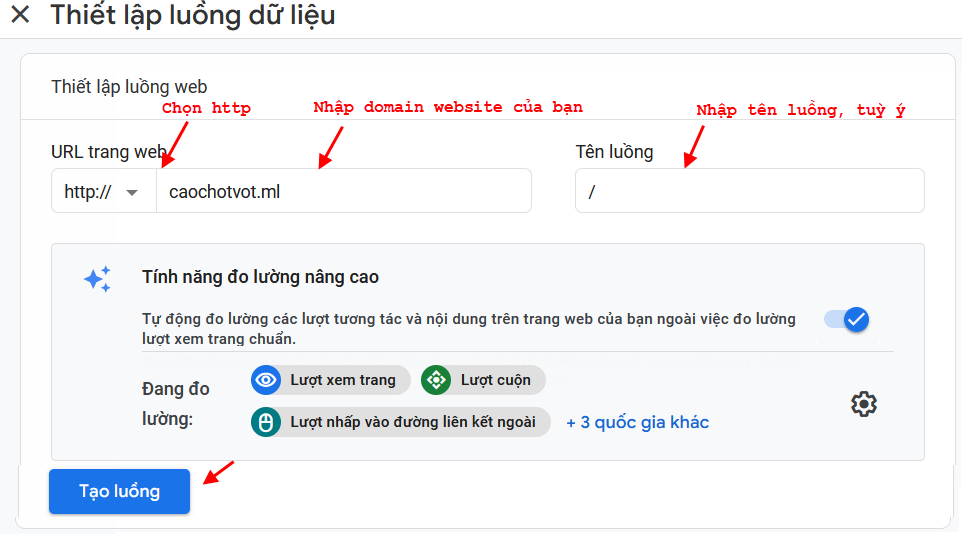 Thiết lập luồng dữ liệu
Thiết lập luồng web
Chọn http
Nhập domain website của bạn
Nhập tên luồng, tuỳ ý
URL trang web
Tên luồng
http://
caochotvot.ml
/
Tính năng đo lường nâng cao
Tự động đo lường các lượt tương tác và nội dung trên trang web của bạn ngoài việc đo lường
lượt xem trang chuẩn.
Đang đo
lường:
Lượt xem trang
Lượt cuộn
Lượt nhấp vào đường liên kết ngoài
+ 3 quốc gia khác
Tạo luồng